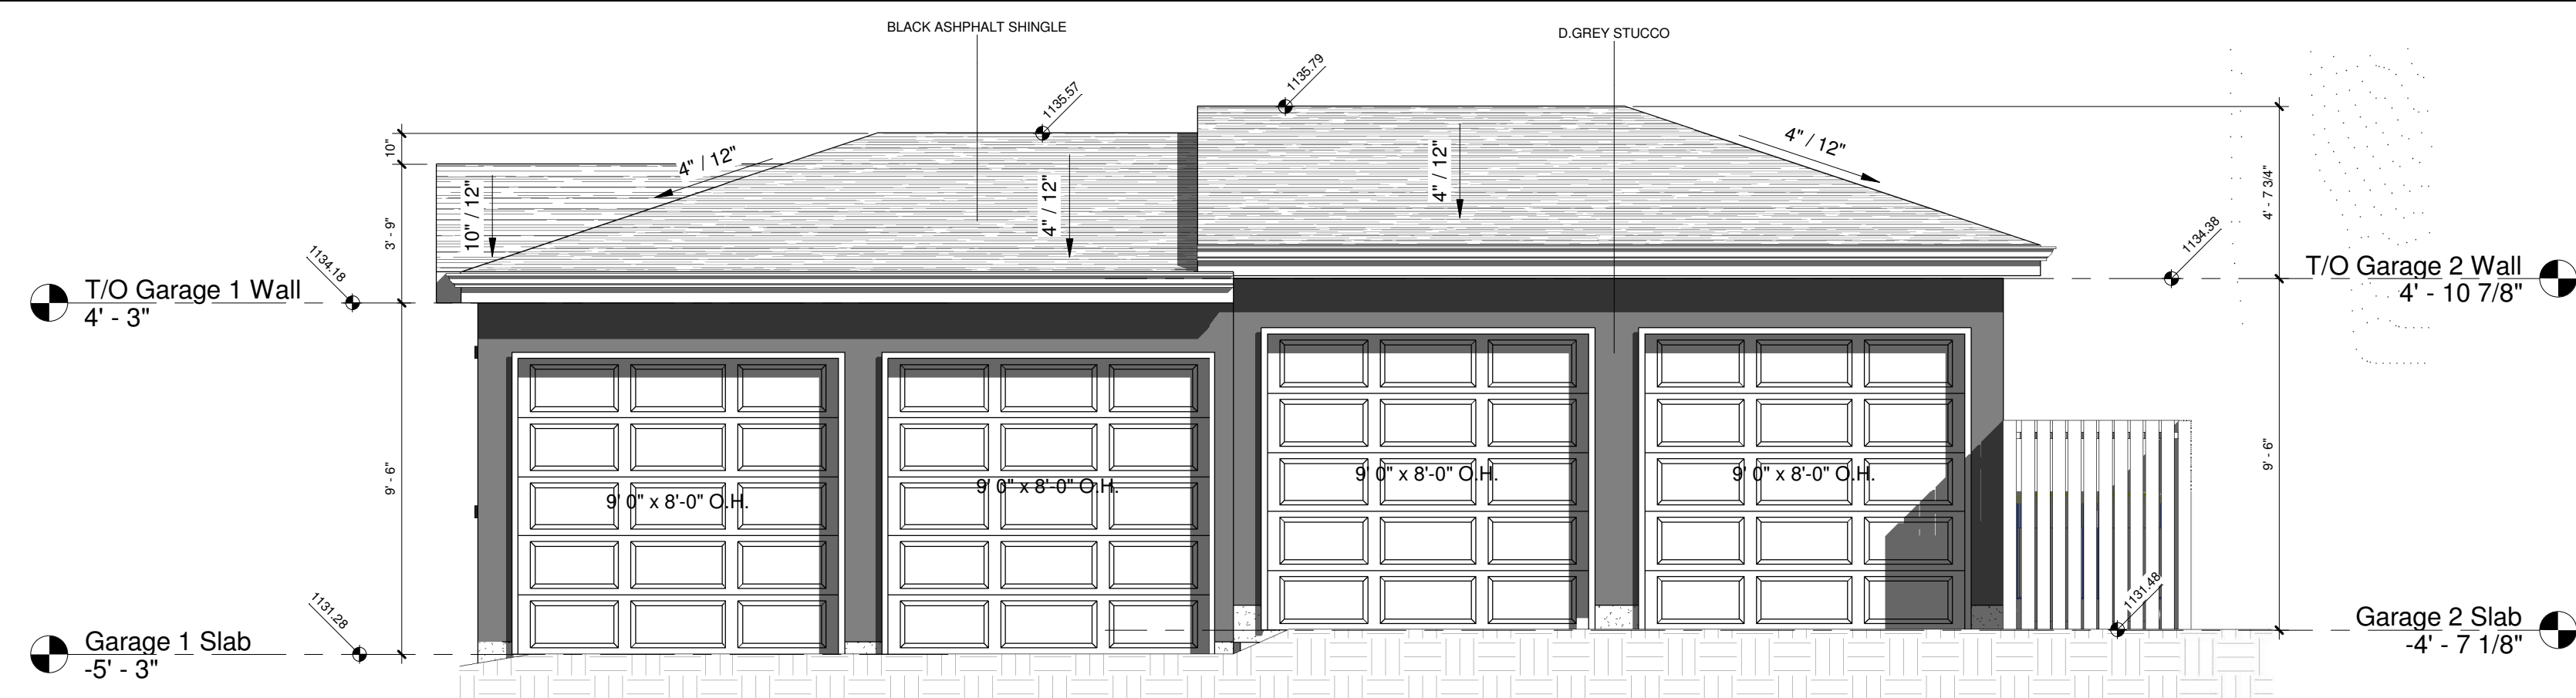 BLACK ASHPHALT SHINGLE
D.GREY STUCCO
1135.79
1135.57
10"
4" / 12"
4" / 12"
10" / 12"
4" / 12"
4" / 12"
3' - 9"
4' - 7 3/4"
1134.18
1134.38
T/O Garage 1 Wall
4' - 3"
T/O Garage 2 Wall
4' - 10 7/8"
9' - 6"
9' 0" x 8'-0" O.H.
9' 0" x 8'-0" O.H.
9' 0" x 8'-0" O.H.
9' 0" x 8'-0" O.H.
9' - 6"
1131.28
1131.48
Garage 1 Slab
-5' - 3"
Garage 2 Slab
-4' - 7 1/8"